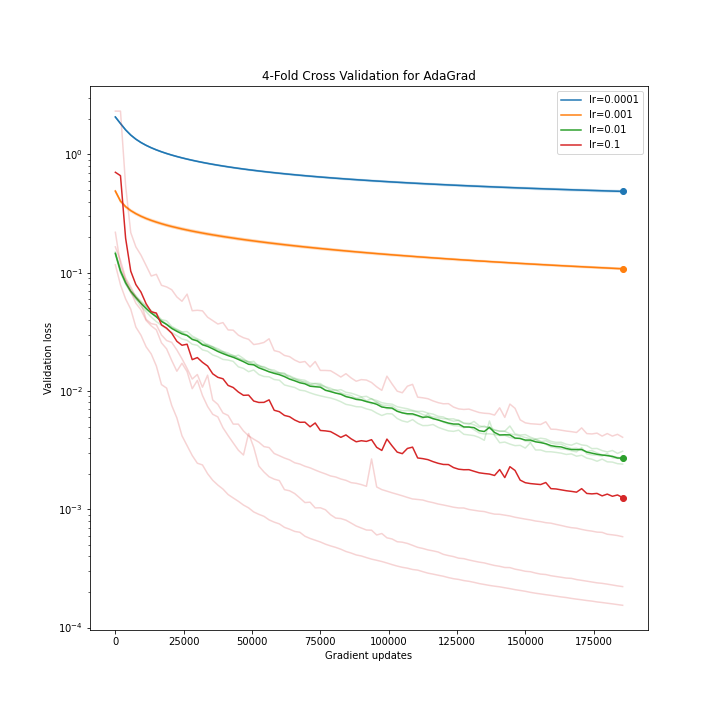 4-Fold Cross Validation for AdaGrad
lr=0.0001
lr=0.001
lr=0.01
lr=0.1
Validation loss
10⁰
10⁻¹
10⁻²
10⁻³
10⁻⁴
0 25000 50000 75000 100000 125000 150000 175000
Gradient updates